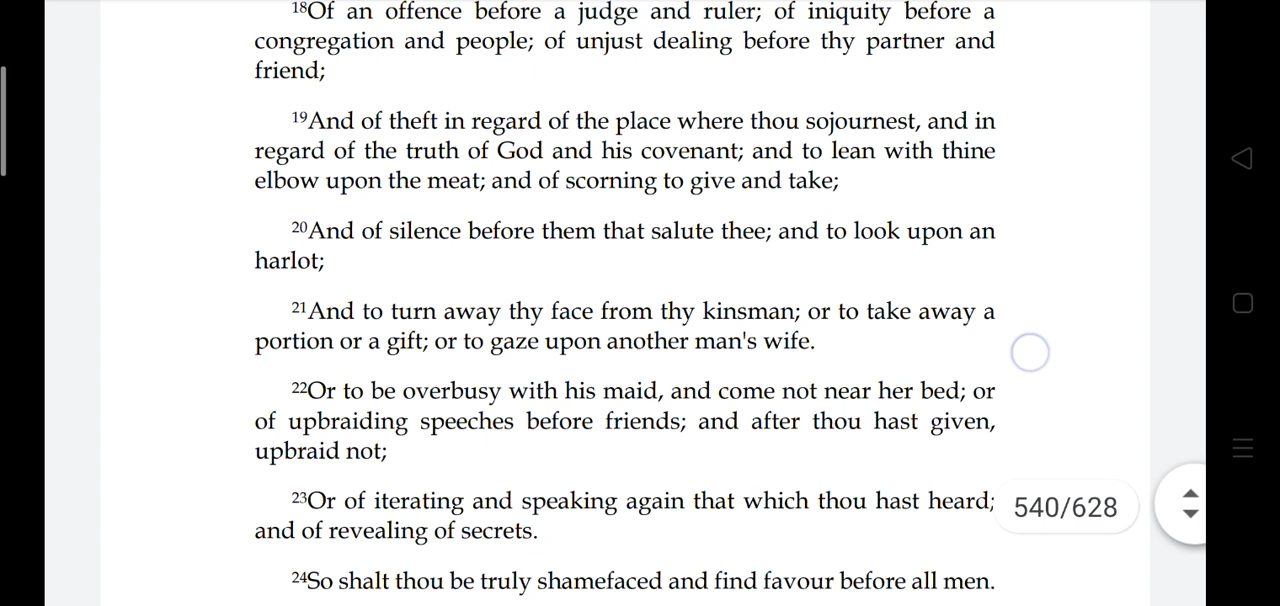 18Of an offence before a judge and ruler; of iniquity before a
congregation and people; of unjust dealing before thy partner and
friend;
19And of theft in regard of the place where thou sojournest, and in
regard of the truth of God and his covenant; and to lean with thine
elbow upon the meat; and of scorning to give and take;
20And of silence before them that salute thee; and to look upon an
harlot;
21And to turn away thy face from thy kinsman; or to take away a
portion or a gift; or to gaze upon another man's wife.
22Or to be overbusy with his maid, and come not near her bed; or
of upbraiding speeches before friends; and after thou hast given,
upbraid not;
23Or of iterating and speaking again that which thou hast heard;
and of revealing of secrets.
540/628
24So shalt thou be truly shamefaced and find favour before all men.